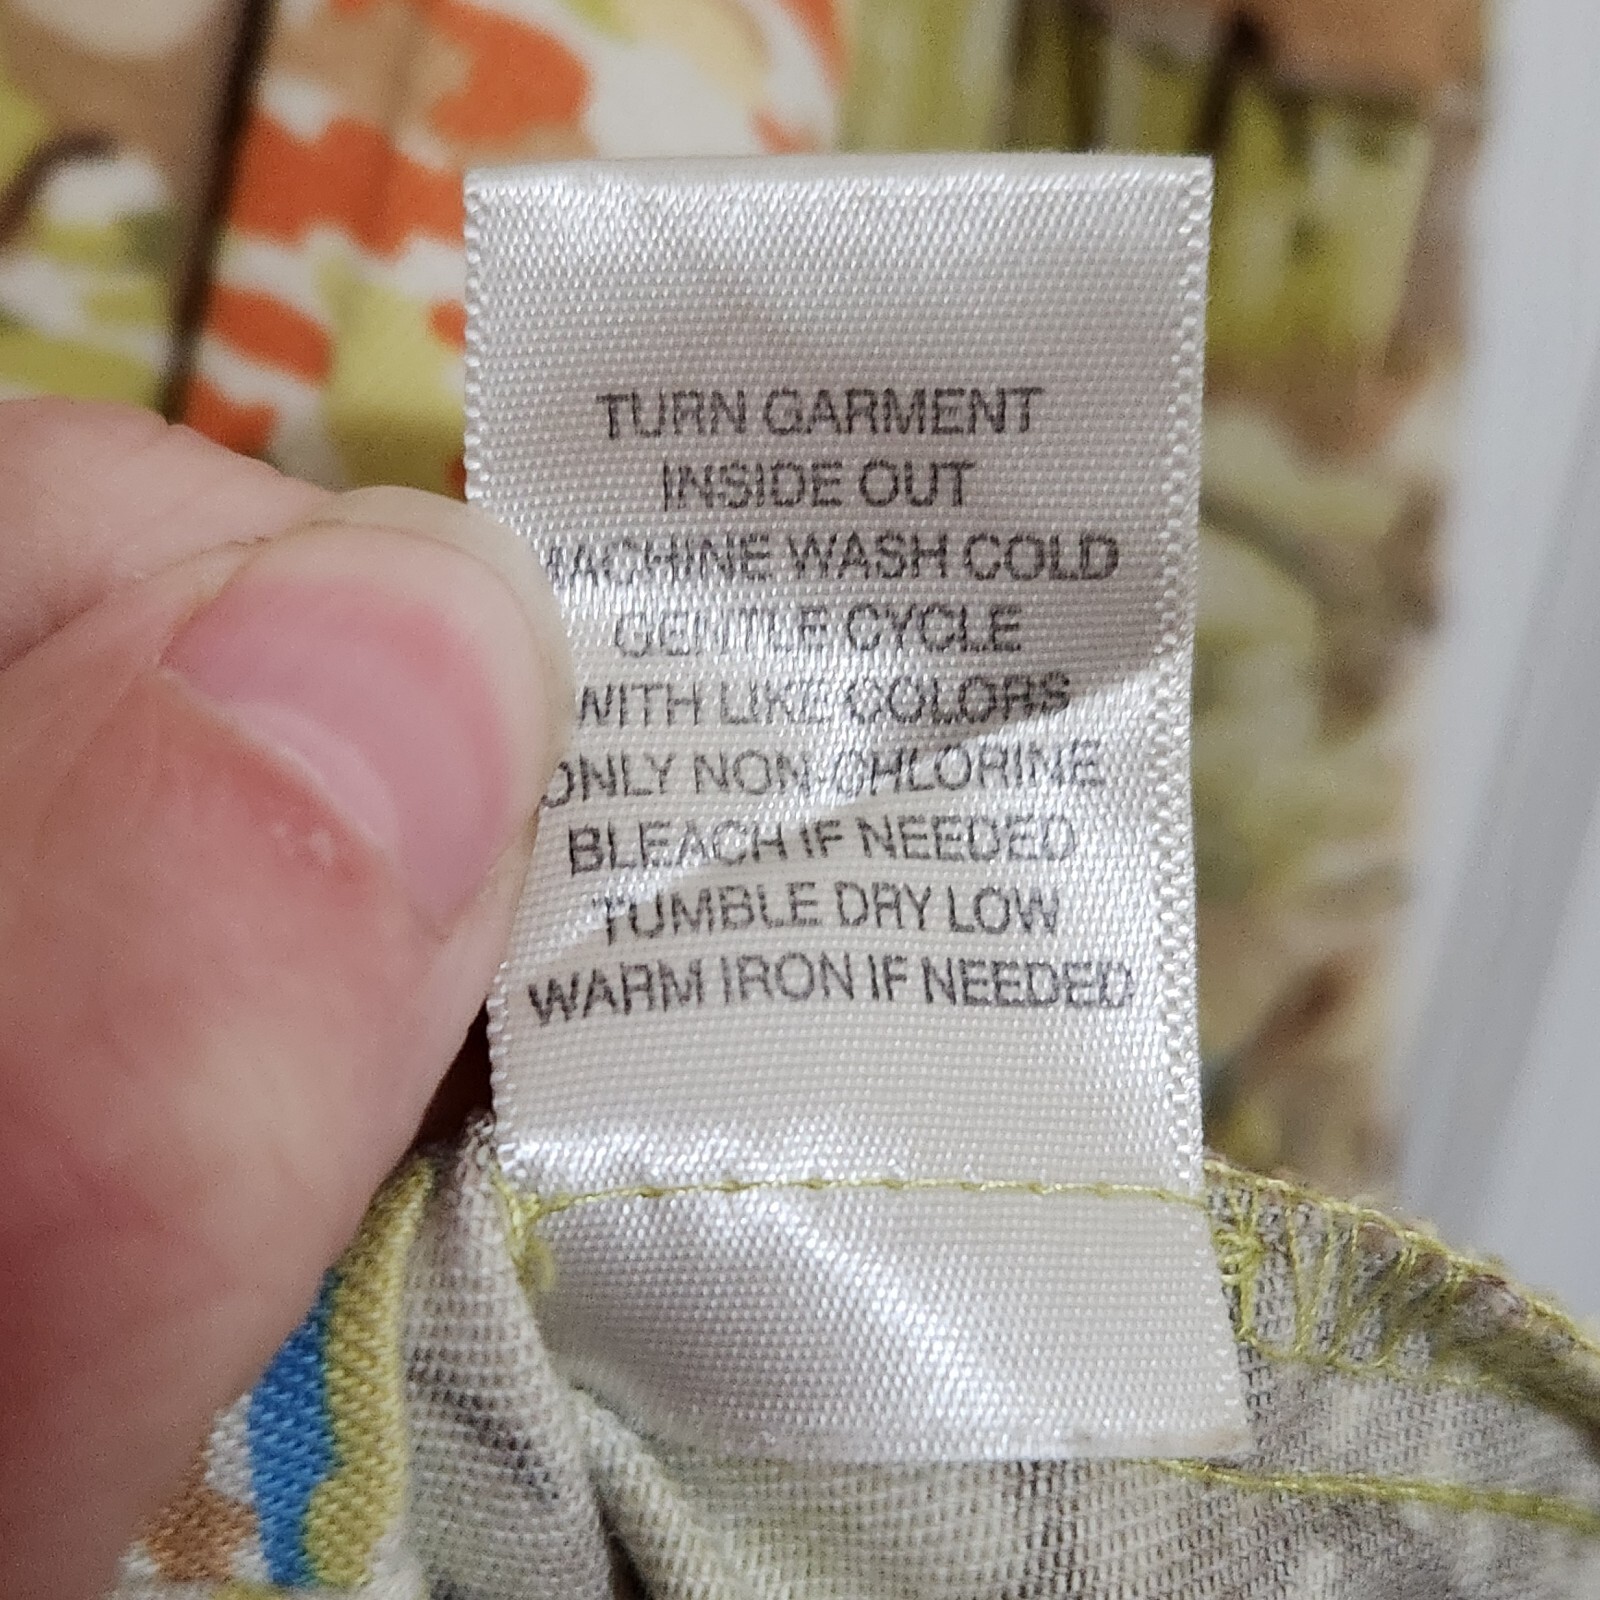 TURN GARMENT
INSIDE OUT
MACHINE WASH COLD
GENTLE CYCLE
WITH LIKE COLORS
ONLY NON-CHLORINE
BLEACH IF NEEDED
TUMBLE DRY LOW
WARM IRON IF NEEDED